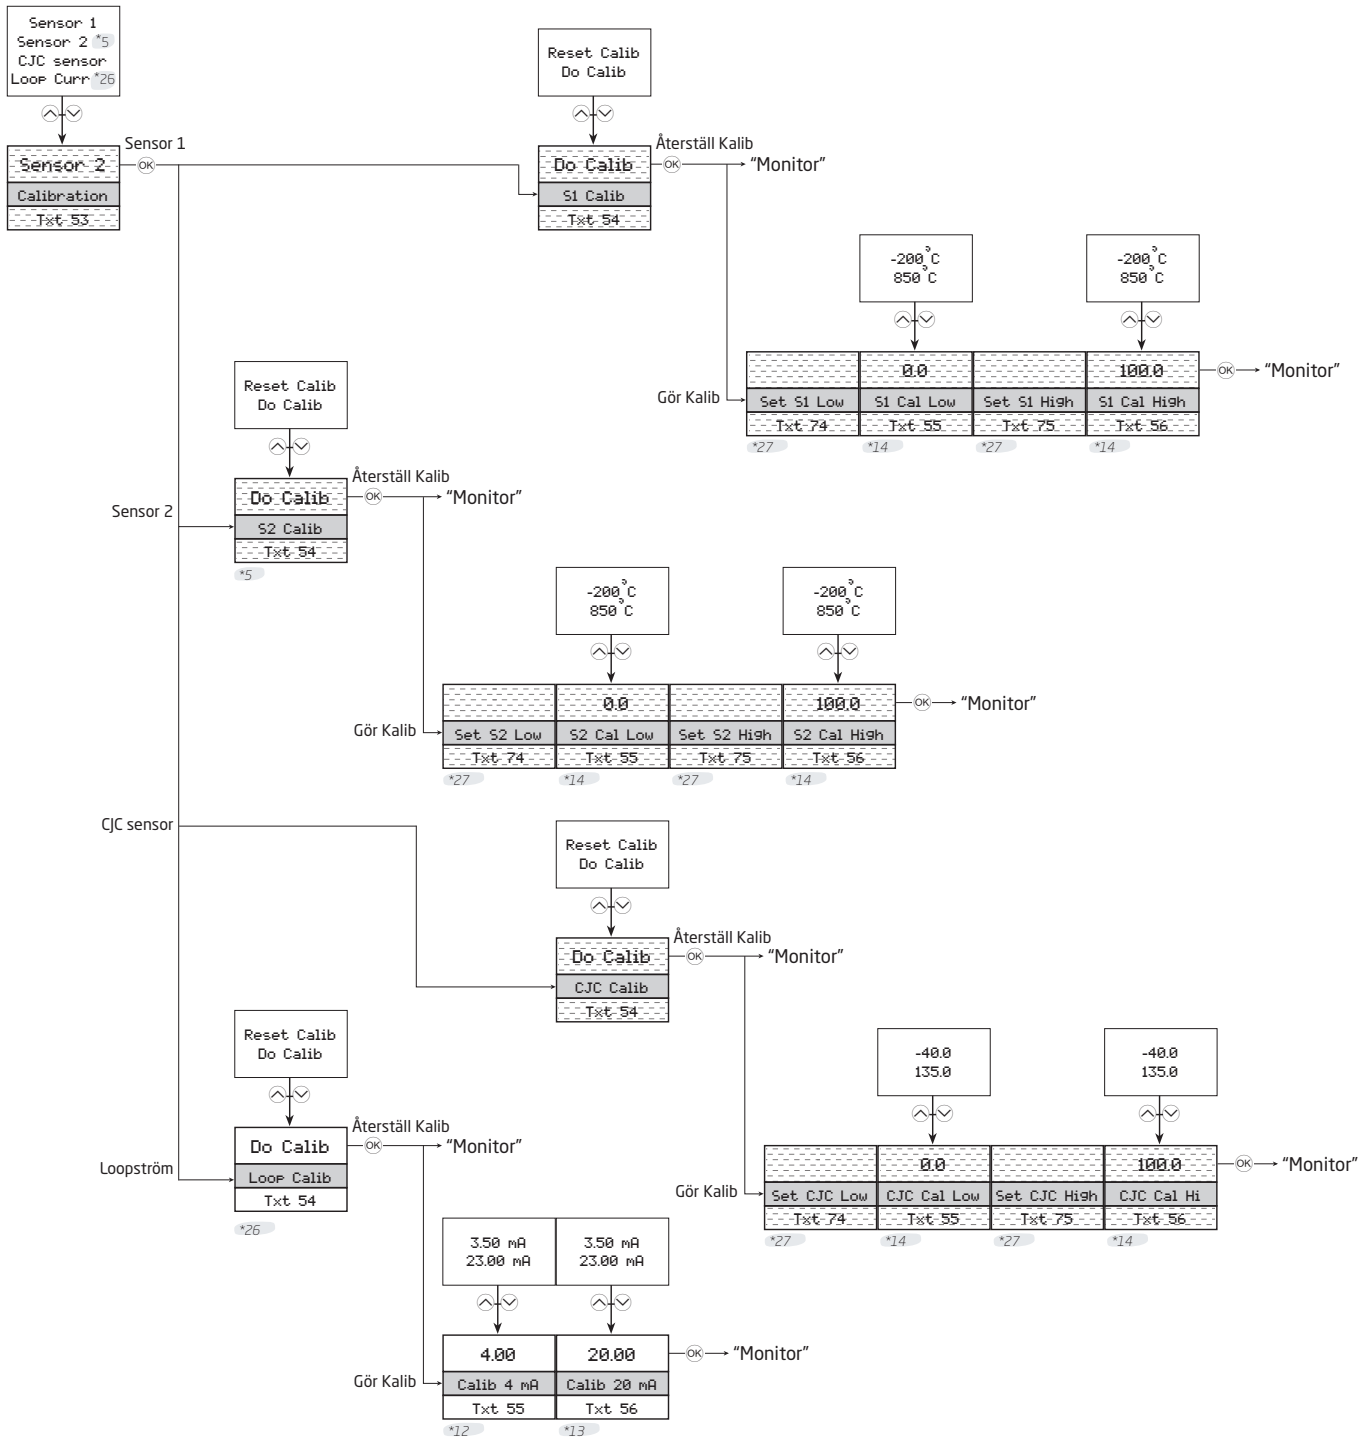 Sensor 1
Sensor 2 *5
CJC sensor
Loop Curr *26
Sensor 2
Calibration
Txt 53
OK
Sensor 1
Reset Calib
Do Calib
Do Calib
S1 Calib
Txt 54
Återställ Kalib
OK
"Monitor"
-200°C
850°C
-200°C
850°C
Gör Kalib
0.0
100.0
Set S1 Low
S1 Cal Low
Set S1 High
S1 Cal High
Txt 74
Txt 55
Txt 75
Txt 56
*27
*14
*27
*14
OK
"Monitor"
Sensor 2
Reset Calib
Do Calib
Do Calib
S2 Calib
Txt 54
*5
Återställ Kalib
OK
"Monitor"
-200°C
850°C
-200°C
850°C
Gör Kalib
0.0
100.0
Set S2 Low
S2 Cal Low
Set S2 High
S2 Cal High
Txt 74
Txt 55
Txt 75
Txt 56
*27
*14
*27
*14
OK
"Monitor"
CJC sensor
Reset Calib
Do Calib
Do Calib
CJC Calib
Txt 54
Återställ Kalib
OK
"Monitor"
-40.0
135.0
-40.0
135.0
Gör Kalib
0.0
100.0
Set CJC Low
CJC Cal Low
Set CJC High
CJC Cal Hi
Txt 74
Txt 55
Txt 75
Txt 56
*27
*14
*27
*14
OK
"Monitor"
Loopström
Reset Calib
Do Calib
Do Calib
Loop Calib
Txt 54
*26
Återställ Kalib
OK
"Monitor"
3.50 mA
23.00 mA
3.50 mA
23.00 mA
Gör Kalib
4.00
20.00
Calib 4 mA
Calib 20 mA
Txt 55
Txt 56
*12
*13
OK
"Monitor"